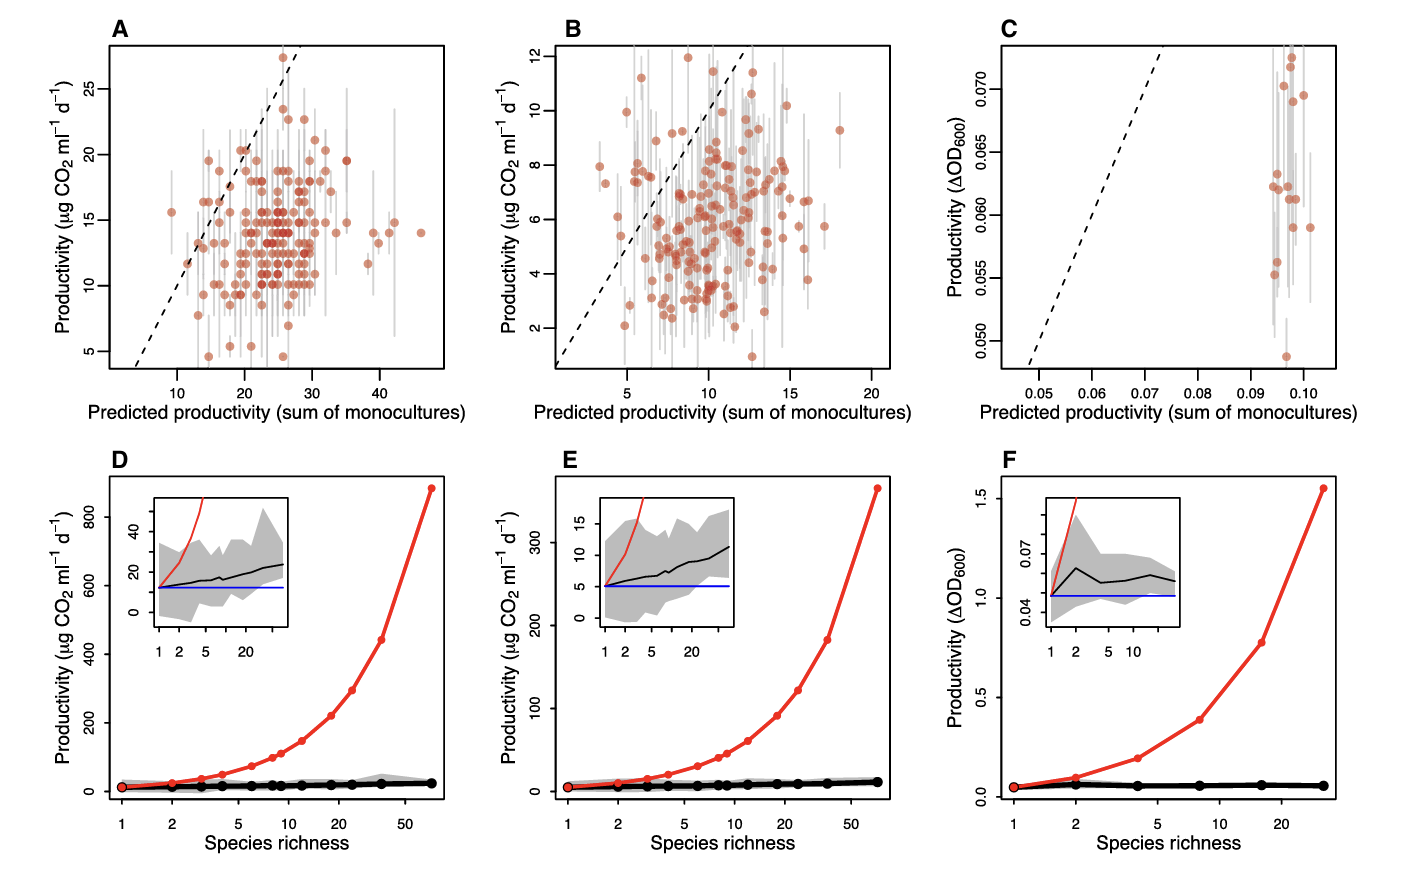 A
Productivity (μg CO2 ml−1 d−1)
25
20
15
10
5
10 20 30 40
Predicted productivity (sum of monocultures)
B
Productivity (μg CO2 ml−1 d−1)
12
10
8
6
4
2
5 10 15 20
Predicted productivity (sum of monocultures)
C
Productivity (ΔOD600)
0.070
0.065
0.060
0.055
0.050
0.05 0.06 0.07 0.08 0.09 0.10
Predicted productivity (sum of monocultures)
D
Productivity (μg CO2 ml−1 d−1)
800
600
400
200
0
40
20
0
1 2 5 20
1 2 5 10 20 50
Species richness
E
Productivity (μg CO2 ml−1 d−1)
300
200
100
0
15
10
5
0
1 2 5 20
1 2 5 10 20 50
Species richness
F
Productivity (ΔOD600)
1.5
1.0
0.5
0.0
0.07
0.04
1 2 5 10
1 2 5 10 20
Species richness